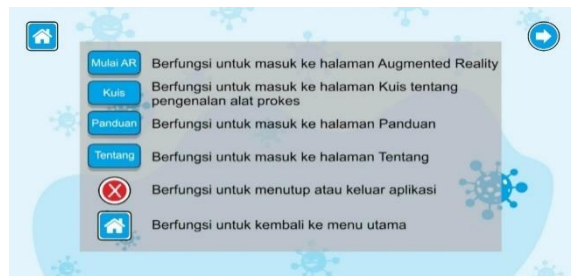 Mulai AR Berfungsi untuk masuk ke halaman Augmented Reality
Kuis Berfungsi untuk masuk ke halaman Kuis tentang
pengenalan alat prokes
Panduan Berfungsi untuk masuk ke halaman Panduan
Tentang Berfungsi untuk masuk ke halaman Tentang
Berfungsi untuk menutup atau keluar aplikasi
Berfungsi untuk kembali ke menu utama